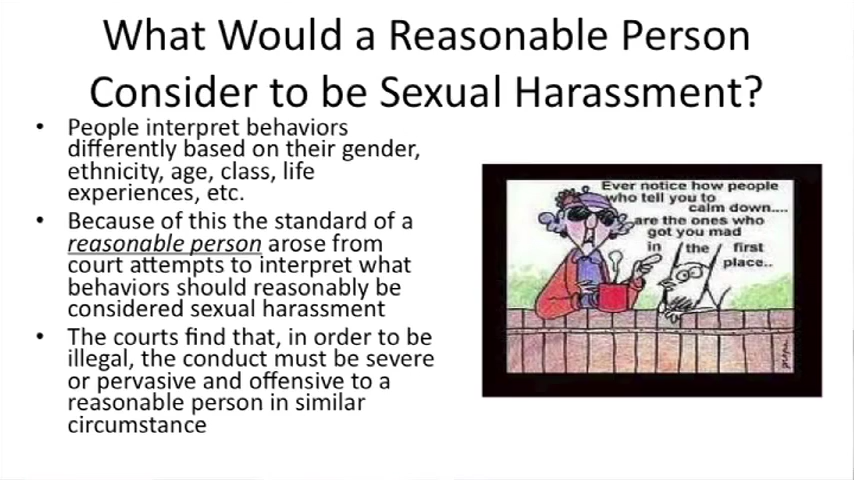 What Would a Reasonable Person
Consider to be Sexual Harassment?
• People interpret behaviors
differently based on their gender,
ethnicity, age, class, life
experiences, etc.
• Because of this the standard of a
reasonable person arose from
court attempts to interpret what
behaviors should reasonably be
considered sexual harassment
• The courts find that, in order to be
illegal, the conduct must be severe
or pervasive and offensive to a
reasonable person in similar
circumstance
Ever notice how people
who tell you to
calm down....
are the ones who
got you mad
in the first
place..